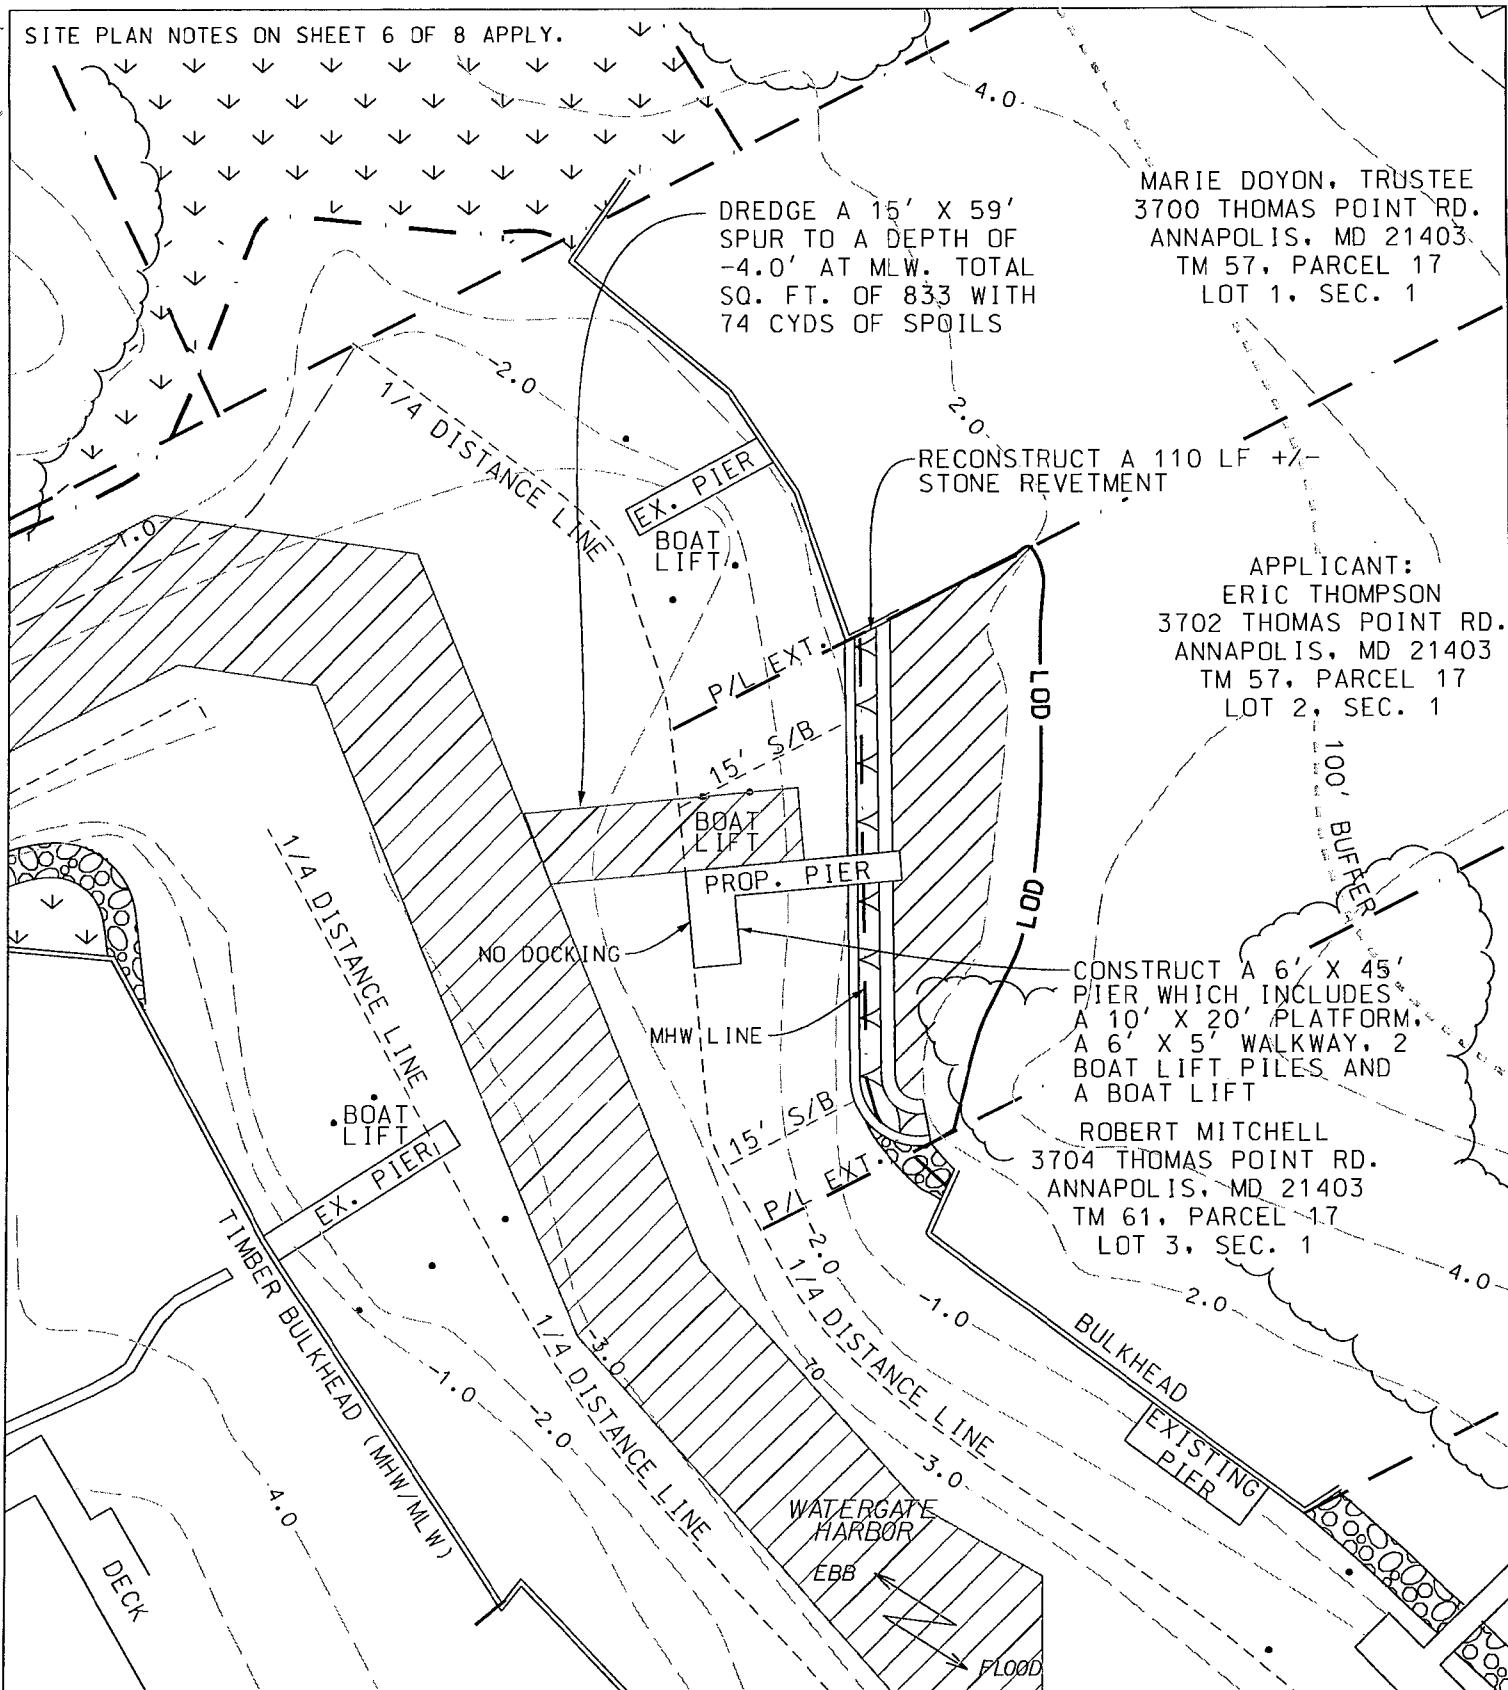 SITE PLAN NOTES ON SHEET 6 OF 8 APPLY.
4.0
MARIE DOYON, TRUSTEE
3700 THOMAS POINT RD.
ANNAPOLIS, MD 21403
TM 57, PARCEL 17
LOT 1, SEC. 1
DREDGE A 15' X 59'
SPUR TO A DEPTH OF
-4.0' AT MLW. TOTAL
SQ. FT. OF 833 WITH
74 CYDS OF SPOILS
-2.0
1/4 DISTANCE LINE
2.0
RECONSTRUCT A 110 LF +/-
STONE REVETMENT
EX. PIER
BOAT
LIFT
-1.0
APPLICANT:
ERIC THOMPSON
3702 THOMAS POINT RD.
ANNAPOLIS, MD 21403
TM 57, PARCEL 17
LOT 2, SEC. 1
P/L EXT.
LOD
15' S/B
100' BUFFER
BOAT
LIFT
PROP. PIER
1/4 DISTANCE LINE
LOD
NO DOCKING
CONSTRUCT A 6' X 45'
PIER WHICH INCLUDES
A 10' X 20' PLATFORM,
A 6' X 5' WALKWAY, 2
BOAT LIFT PILES AND
A BOAT LIFT
MHW LINE
BOAT
LIFT
15' S/B
EX. PIER
ROBERT MITCHELL
3704 THOMAS POINT RD.
ANNAPOLIS, MD 21403
TM 61, PARCEL 17
LOT 3, SEC. 1
P/L EXT.
-2.0
1/4 DISTANCE LINE
-1.0
2.0
4.0
TIMBER BULKHEAD (MHW/MLW)
BULKHEAD
-3.0
1/4 DISTANCE LINE
70
-1.0
-2.0
-3.0
EXISTING
PIER
4.0
WATERGATE
HARBOR
EBB
FLOOD
DECK